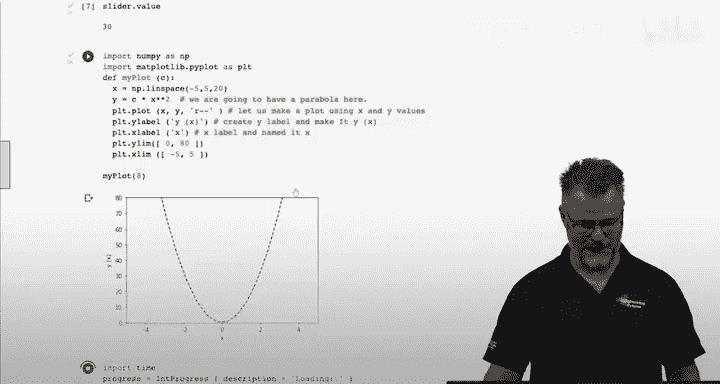 [7] slider.value
30
import numpy as np
import matplotlib.pyplot as plt
def myPlot (c):
x = np.linspace(-5,5,20)
y = c * x**2 # we are going to have a parabola here.
plt.plot (x, y, 'r--' ) # let us make a plot using x and y values
plt.ylabel ('y (x)') # create y label and make It y (x)
plt.xlabel ('x') # x label and named it x
plt.ylim([ 0, 80 ])
plt.xlim ([ -5, 5 ])
myPlot(8)
80
70
60
50
40
30
20
10
0
y (x)
-4 -2 0 2 4
x
import time
progress = IntProgress ( description = 'Loading:' )